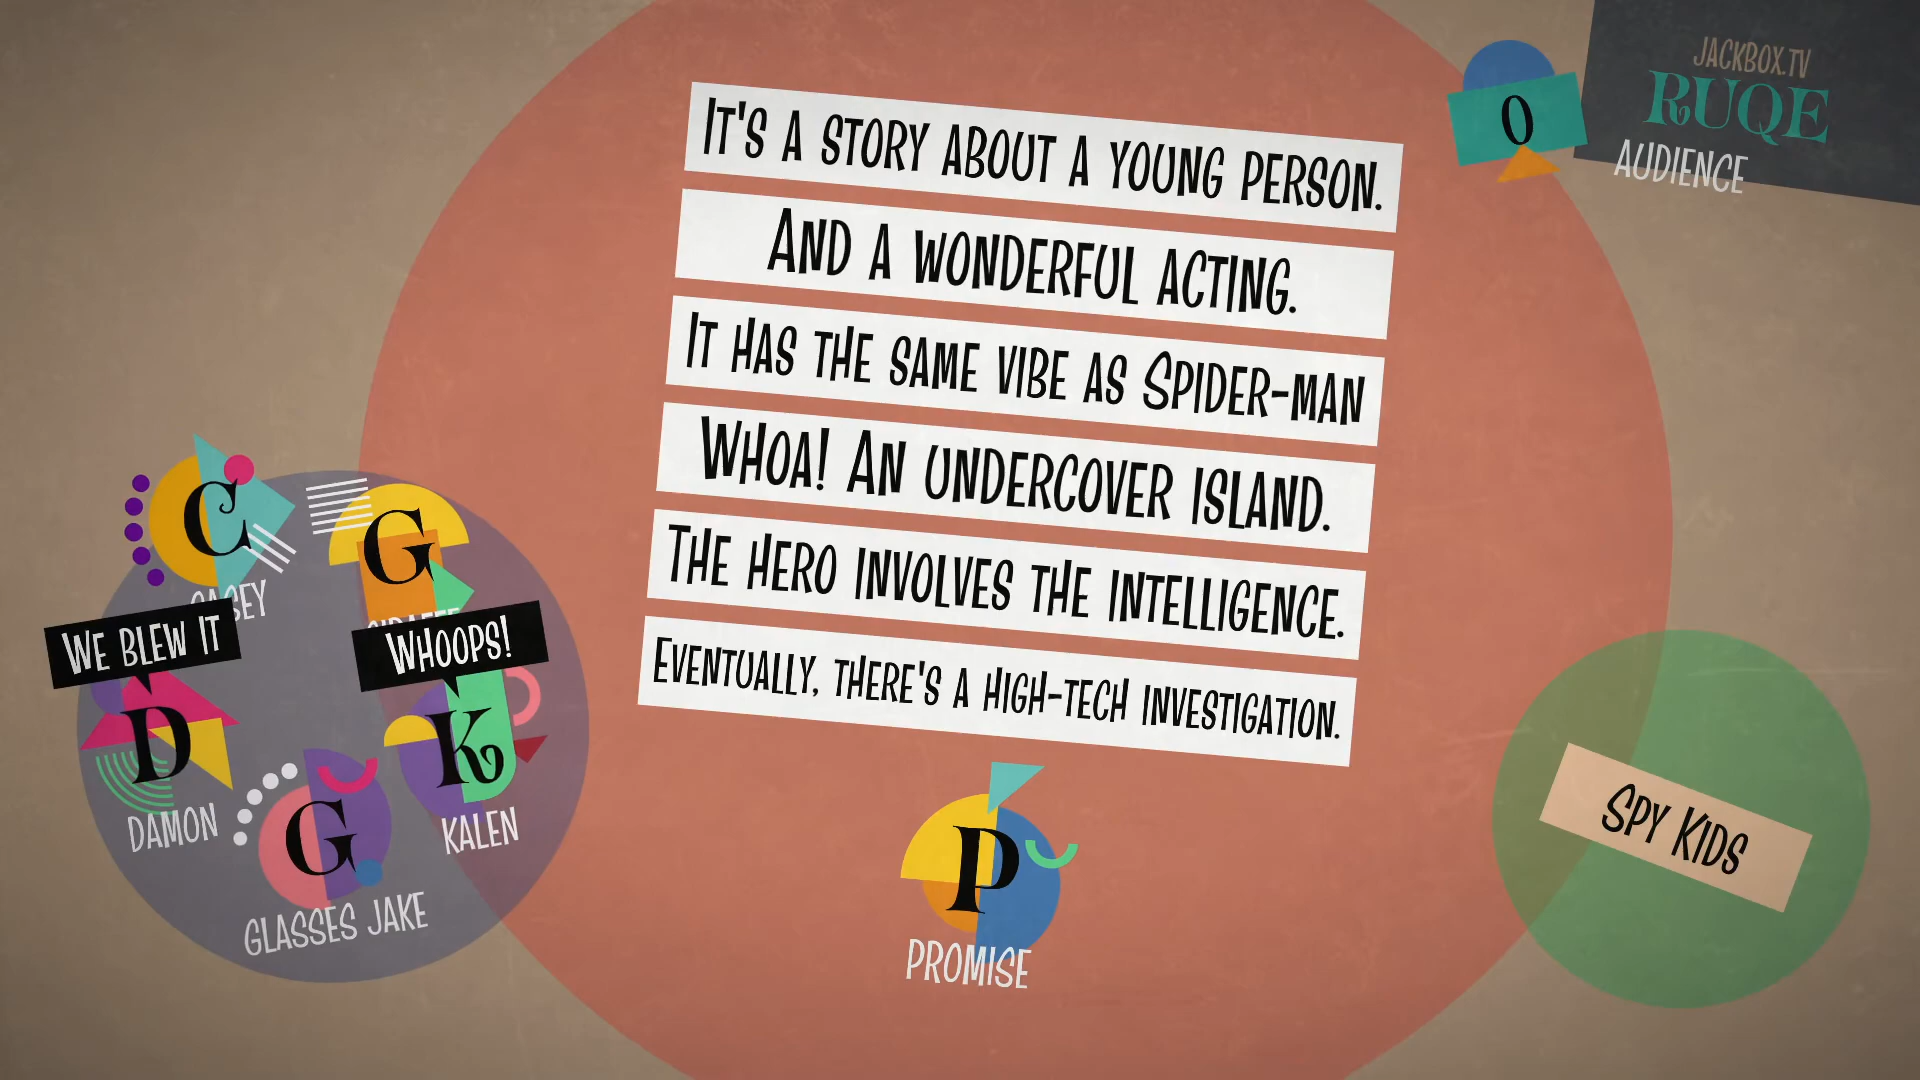 JACKBOX.TV
RUQE
0
AUDIENCE
It's a story about a young person.
And a wonderful acting.
It has the same vibe as Spider-man
Whoa! An undercover island.
The hero involves the intelligence.
Eventually, there's a high-tech investigation.
C
CASEY
G
We blew it
Whoops!
D
DAMON
K
KALEN
G
GLASSES JAKE
P
PROMISE
Spy Kids